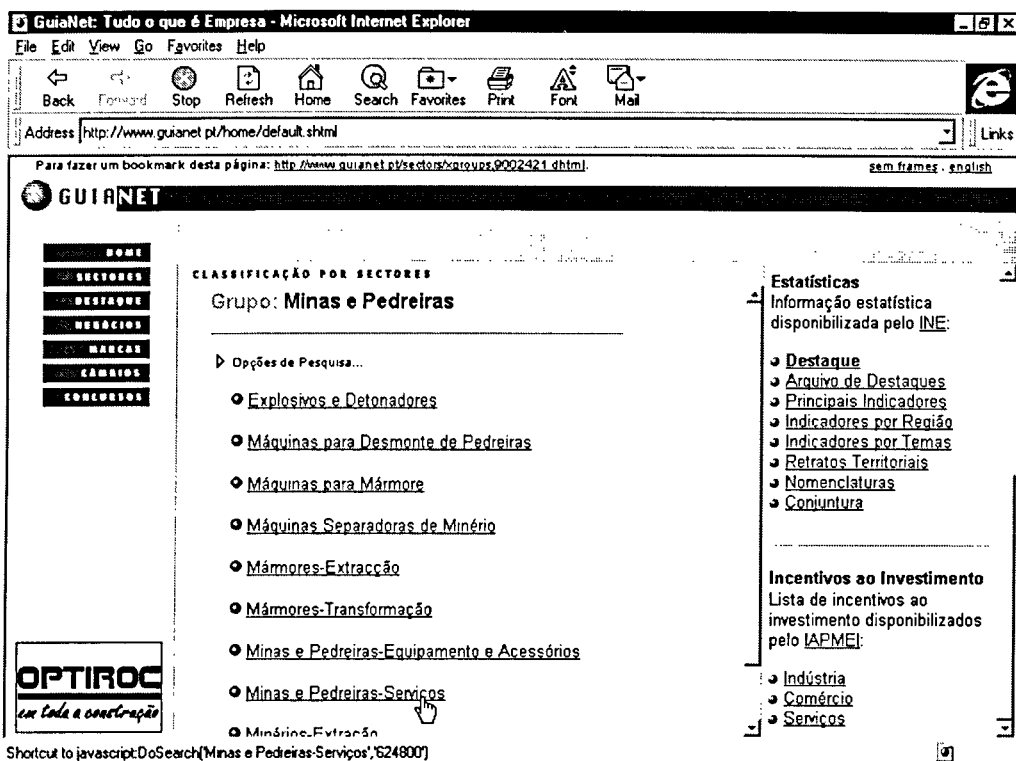 GuiaNet: Tudo o que é Empresa - Microsoft Internet Explorer
File Edit View Go Favorites Help
Back Forward Stop Refresh Home Search Favorites Print Font Mail
Address http://www.guianet.pt/home/default.shtml Links
Para fazer um bookmark desta página: http://www.guianet.pt/sectors/xgroups,9002421.dhtml. sem frames . english
GUIANET
HOME
SECTORES
DESTAQUE
NEGÓCIOS
MARCAS
CÂMBIOS
CONCURSOS
CLASSIFICAÇÃO POR SECTORES
Grupo: Minas e Pedreiras
Opções de Pesquisa...
Explosivos e Detonadores
Máquinas para Desmonte de Pedreiras
Máquinas para Mármore
Máquinas Separadoras de Minério
Mármores-Extracção
Mármores-Transformação
Minas e Pedreiras-Equipamento e Acessórios
Minas e Pedreiras-Serviços
Minérios-Extração
Estatísticas
Informação estatística
disponibilizada pelo INE:
Destaque
Arquivo de Destaques
Principais Indicadores
Indicadores por Região
Indicadores por Temas
Retratos Territoriais
Nomenclaturas
Conjuntura
Incentivos ao Investimento
Lista de incentivos ao
investimento disponibilizados
pelo IAPMEI:
Indústria
Comércio
Serviços
OPTIROC
em toda a construção
Shortcut to javascript:DoSearch('Minas e Pedreiras-Serviços','624800')